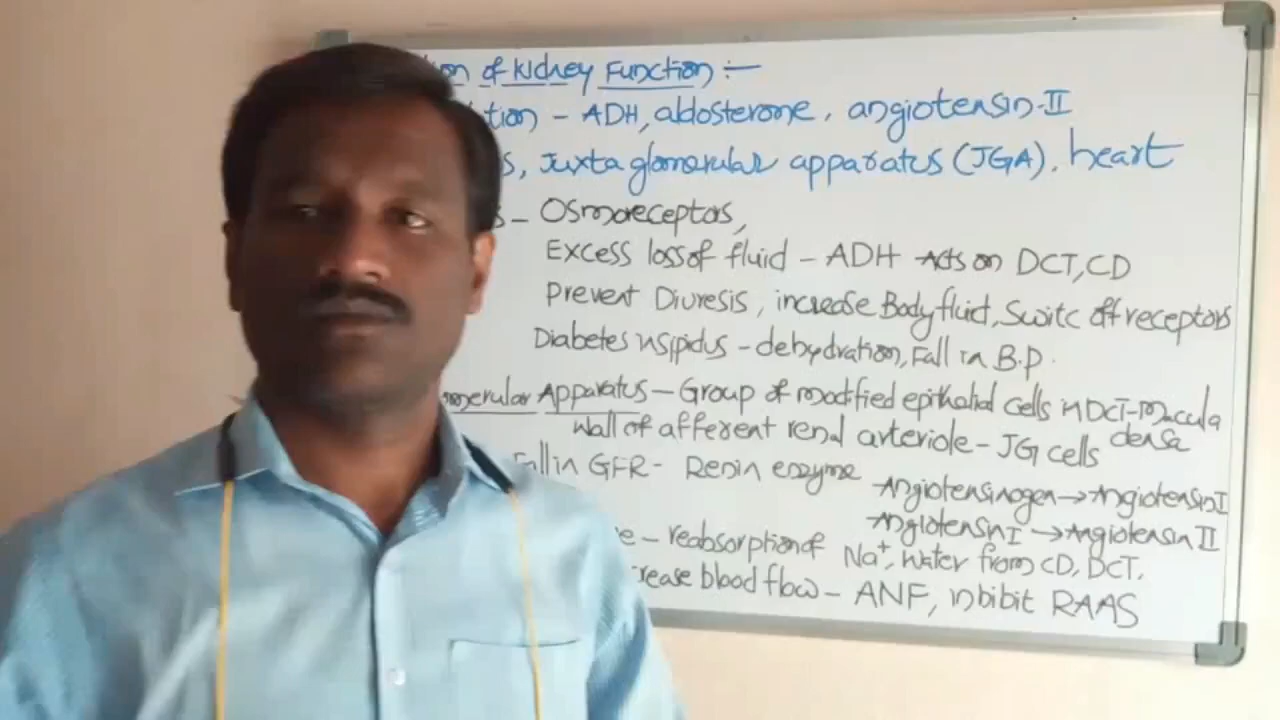 of Kidney Function :-
- ADH, aldosterone, angiotensin-II
Juxta glomerular apparatus (JGA), heart
- Osmoreceptors,
Excess loss of fluid - ADH - Acts on DCT, CD
Prevent Diuresis, increase Body fluid, Switc off receptors
Diabetes insipidus - dehydration, Fall in B.P.
Apparatus - Group of modified epithelial cells in DCT - Macula densa
Wall of afferent renal arteriole - JG cells
Fall in GFR - Renin enzyme Angiotensinogen → Angiotensin I
Angiotensin I → Angiotensin II
- reabsorption of Na+, water from CD, DCT.
blood flow - ANF, inhibit RAAS